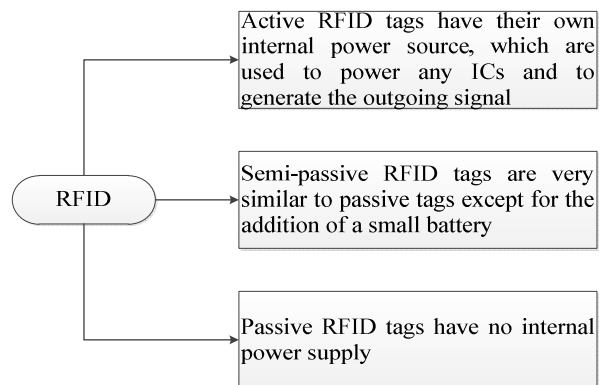 Active RFID tags have their own
internal power source, which are
used to power any ICs and to
generate the outgoing signal
RFID
Semi-passive RFID tags are very
similar to passive tags except for the
addition of a small battery
Passive RFID tags have no internal
power supply